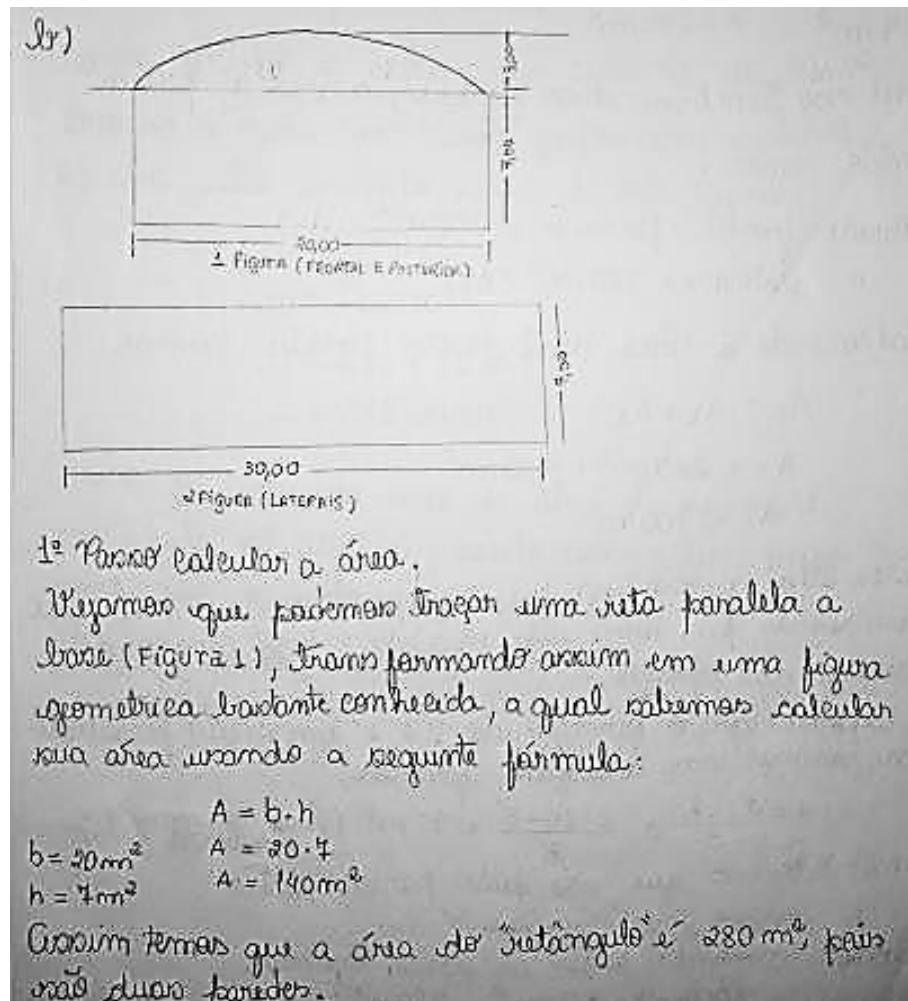 b)
3,00
7,00
20,00
1 FIGURA (FRONTAL E POSTERIOR)
7,00
30,00
2 FIGURA (LATERAIS)
1º Passo calcular a área.
Vejamos que podemos traçar uma reta paralela a
base (FIGURA 1), transformando assim em uma figura
geometrica bastante conhecida, a qual sabemos calcular
sua área usando a seguinte fórmula:
A = b.h
b = 20m² A = 20.7
h = 7m² A = 140m²
Assim temos que a área do "retângulo" é 280 m², pois
são duas paredes.